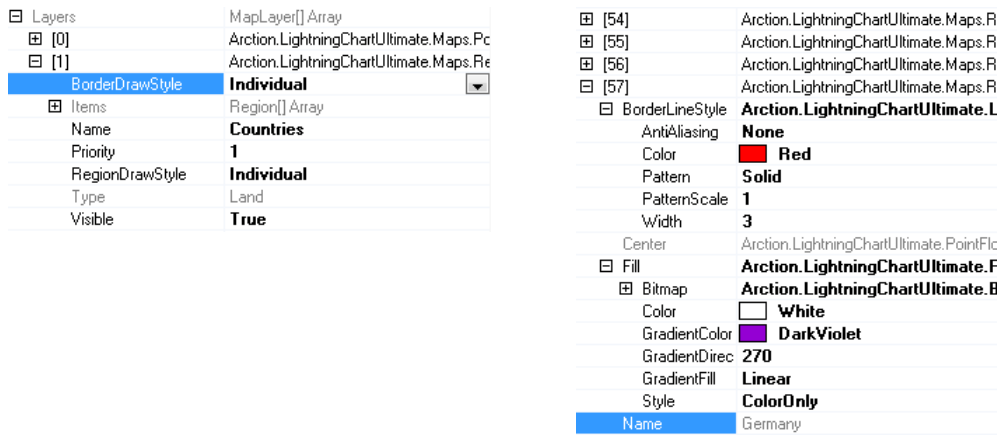 Layers MapLayer[] Array
[0] Arction.LightningChartUltimate.Maps.Po
[1] Arction.LightningChartUltimate.Maps.Re
BorderDrawStyle Individual
Items Region[] Array
Name Countries
Priority 1
RegionDrawStyle Individual
Type Land
Visible True
[54] Arction.LightningChartUltimate.Maps.R
[55] Arction.LightningChartUltimate.Maps.R
[56] Arction.LightningChartUltimate.Maps.R
[57] Arction.LightningChartUltimate.Maps.R
BorderLineStyle Arction.LightningChartUltimate.L
AntiAliasing None
Color Red
Pattern Solid
PatternScale 1
Width 3
Center Arction.LightningChartUltimate.PointFlo
Fill Arction.LightningChartUltimate.F
Bitmap Arction.LightningChartUltimate.B
Color White
GradientColor DarkViolet
GradientDirec 270
GradientFill Linear
Style ColorOnly
Name Germany